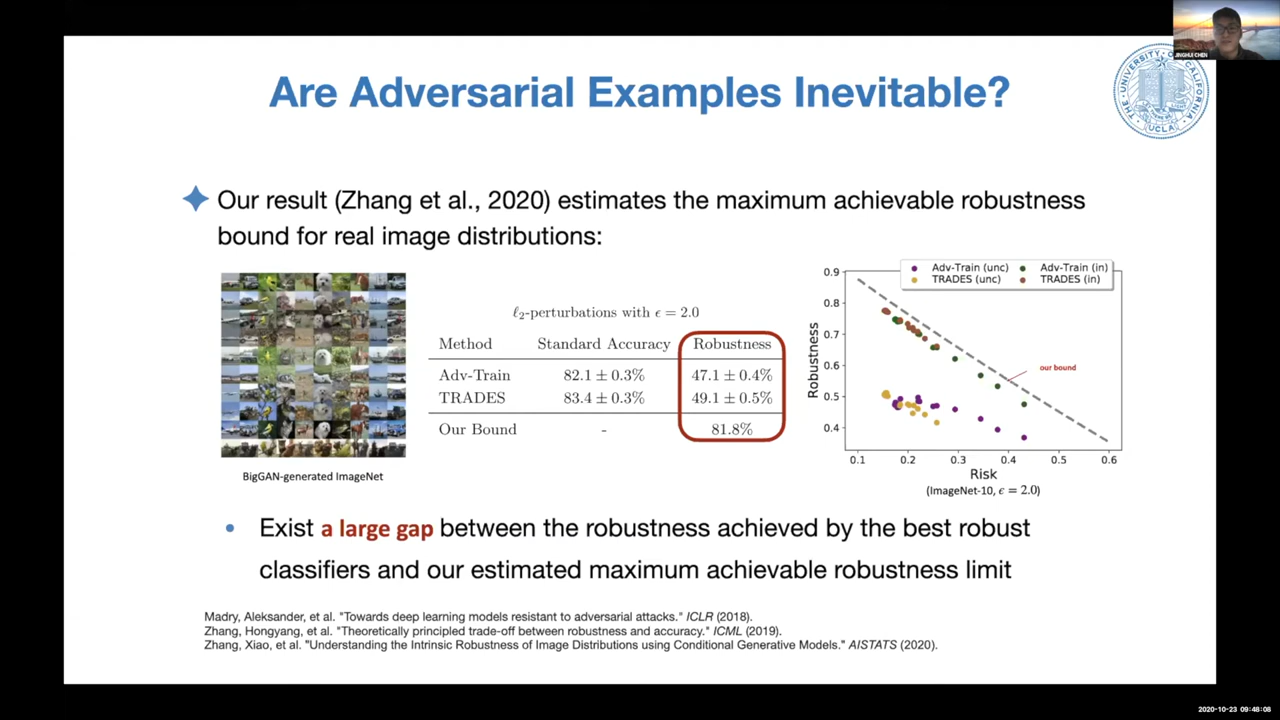 Are Adversarial Examples Inevitable?
JINGHUI CHEN
THE UNIVERSITY OF CALIFORNIA
UCLA
Our result (Zhang et al., 2020) estimates the maximum achievable robustness
bound for real image distributions:
BigGAN-generated ImageNet
ℓ₂-perturbations with ϵ = 2.0
Method Standard Accuracy Robustness
Adv-Train 82.1 ± 0.3% 47.1 ± 0.4%
TRADES 83.4 ± 0.3% 49.1 ± 0.5%
Our Bound - 81.8%
Adv-Train (unc) Adv-Train (in)
TRADES (unc) TRADES (in)
0.9
0.8
0.7
0.6
0.5
0.4
Robustness
our bound
0.1 0.2 0.3 0.4 0.5 0.6
Risk
(ImageNet-10, ϵ = 2.0)
Exist a large gap between the robustness achieved by the best robust
classifiers and our estimated maximum achievable robustness limit
Madry, Aleksander, et al. "Towards deep learning models resistant to adversarial attacks." ICLR (2018).
Zhang, Hongyang, et al. "Theoretically principled trade-off between robustness and accuracy." ICML (2019).
Zhang, Xiao, et al. "Understanding the Intrinsic Robustness of Image Distributions using Conditional Generative Models." AISTATS (2020).
2020-10-23 09:48:08